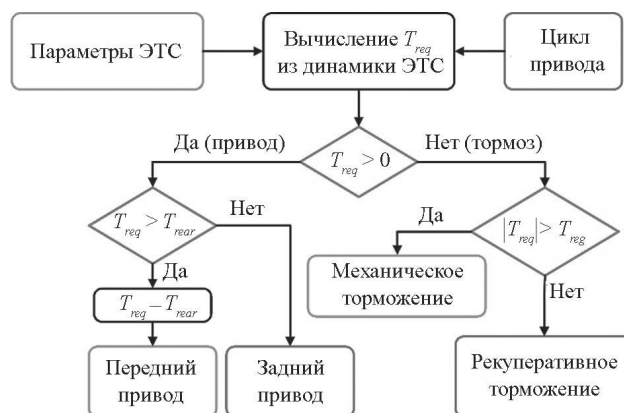 Параметры ЭТС
Вычисление T_req
из динамики ЭТС
Цикл
привода
Да (привод)
Нет (тормоз)
T_req > 0
T_req > T_rear
Нет
Да
|T_req| > T_reg
Да
Механическое
торможение
Нет
T_req – T_rear
Передний
привод
Задний
привод
Рекуперативное
торможение